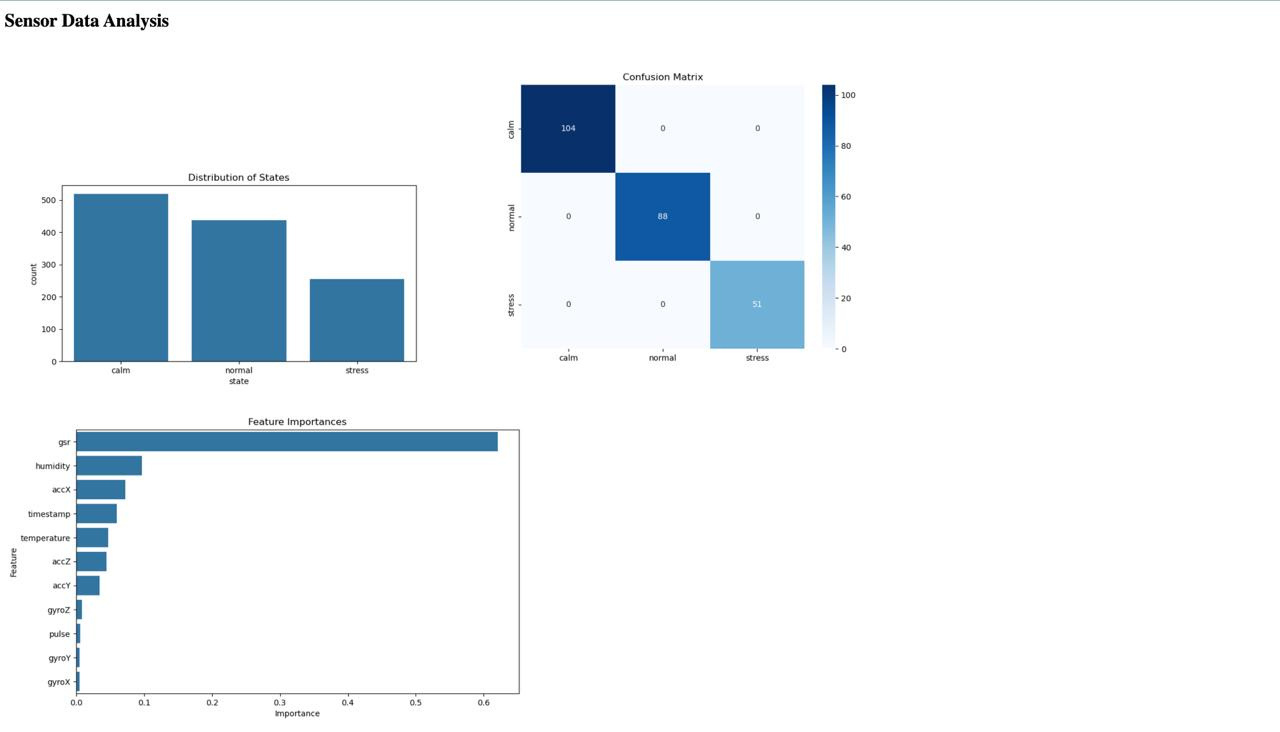 Sensor Data Analysis
Distribution of States
count
500
400
300
200
100
0
calm normal stress
state
Confusion Matrix
calm
104 0 0
normal
0 88 0
stress
0 0 51
calm normal stress
100
80
60
40
20
0
Feature Importances
Feature
gsr
humidity
accX
timestamp
temperature
accZ
accY
gyroZ
pulse
gyroY
gyroX
0.0 0.1 0.2 0.3 0.4 0.5 0.6
Importance